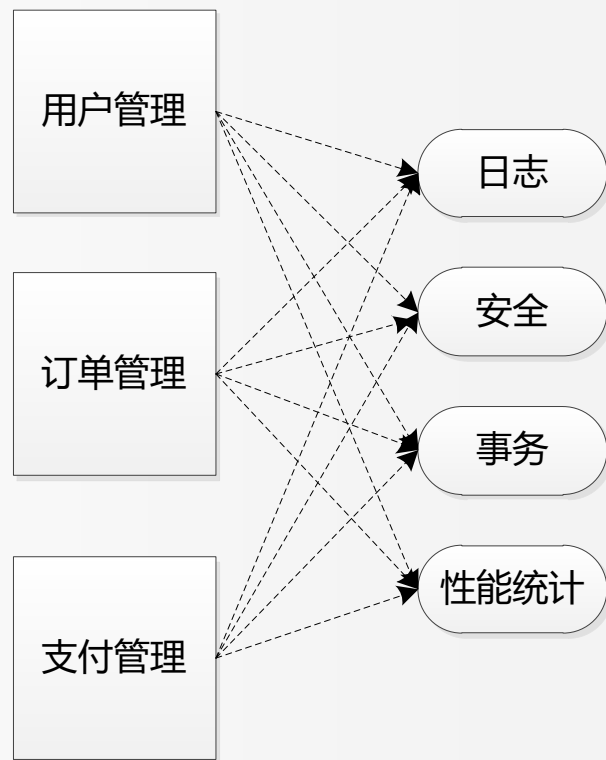 用户管理
日志
安全
订单管理
事务
性能统计
支付管理